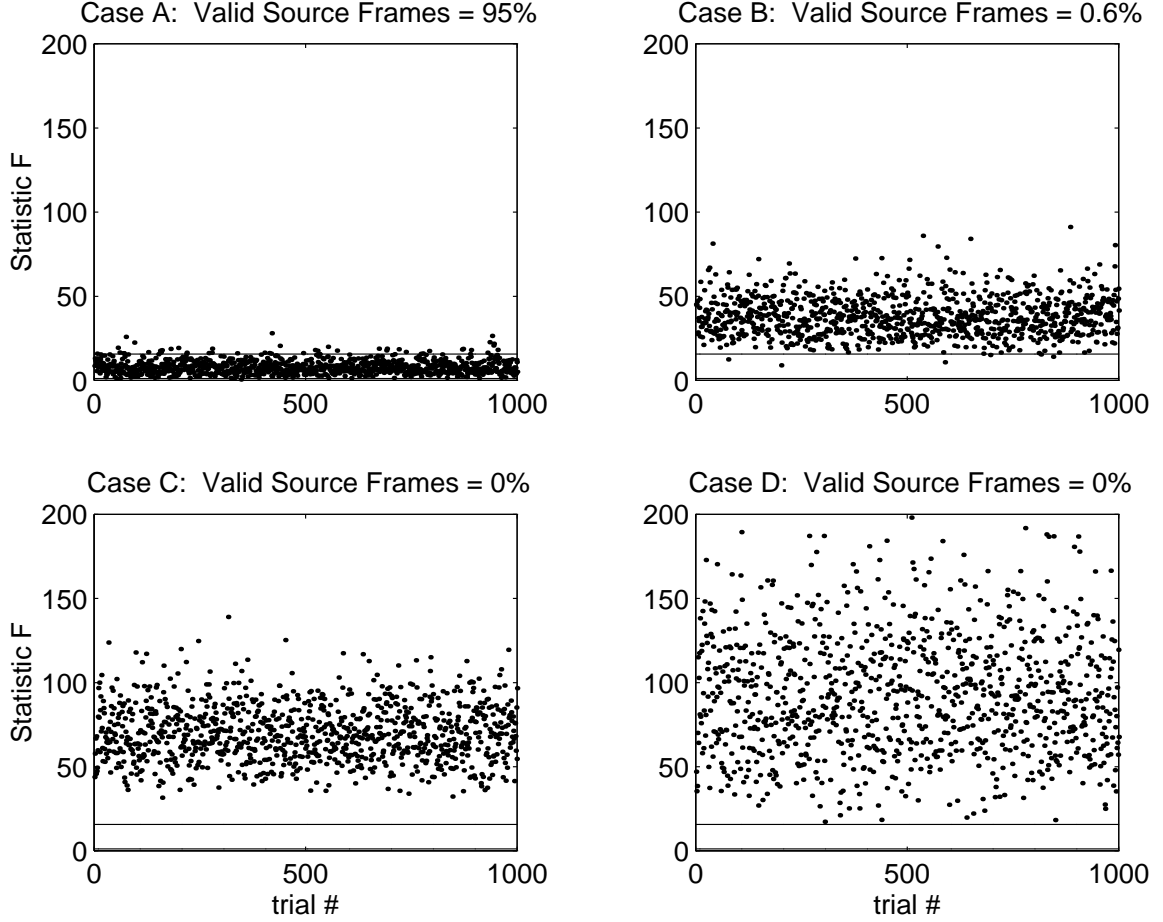 Case A: Valid Source Frames = 95%
200
150
100
50
0
Statistic F
0 500 1000
Case B: Valid Source Frames = 0.6%
200
150
100
50
0
0 500 1000
Case C: Valid Source Frames = 0%
200
150
100
50
0
Statistic F
0 500 1000
trial #
Case D: Valid Source Frames = 0%
200
150
100
50
0
0 500 1000
trial #